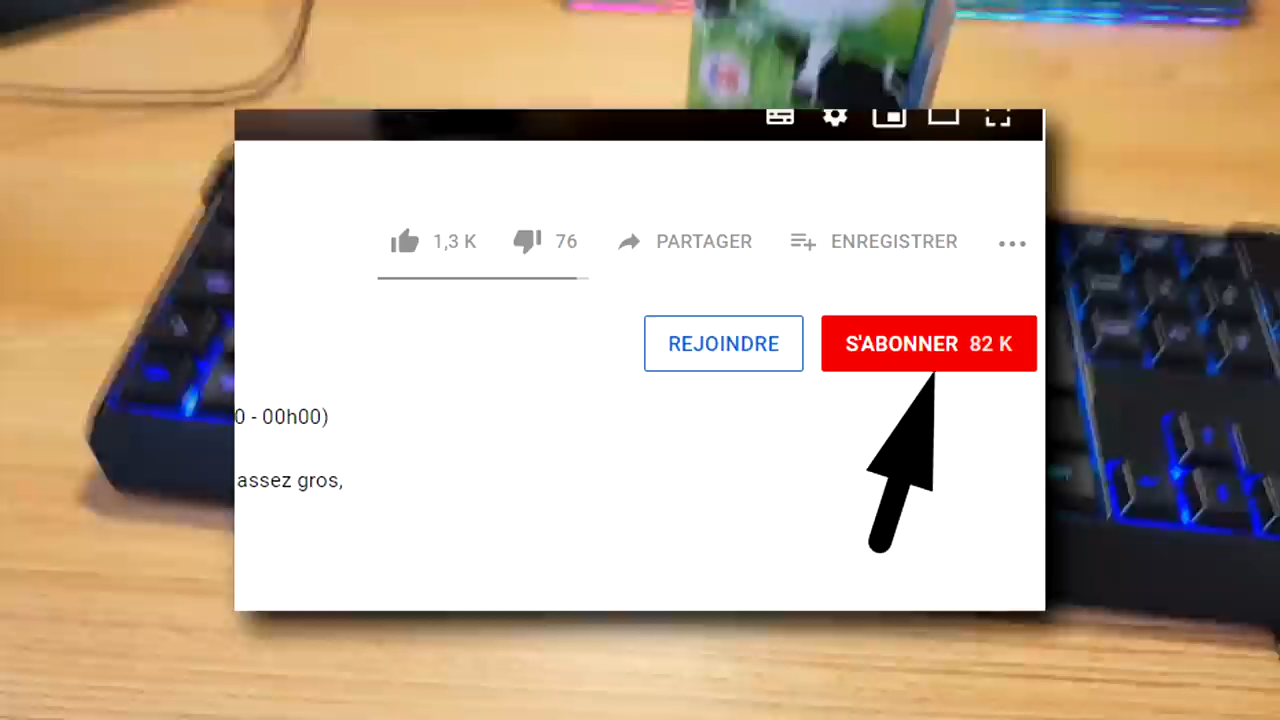 1,3 K 76 PARTAGER ENREGISTRER
REJOINDRE S'ABONNER 82 K
0 - 00h00)
assez gros,